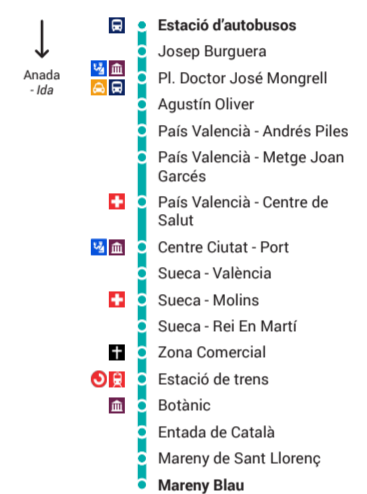 Anada
- Ida
Estació d’autobusos
Josep Burguera
Pl. Doctor José Mongrell
Agustín Oliver
País Valencià - Andrés Piles
País Valencià - Metge Joan
Garcés
País Valencià - Centre de
Salut
Centre Ciutat - Port
Sueca - València
Sueca - Molins
Sueca - Rei En Martí
Zona Comercial
Estació de trens
Botànic
Entada de Català
Mareny de Sant Llorenç
Mareny Blau